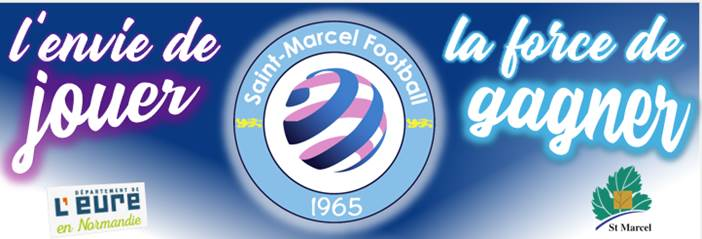 l'envie de
jouer
Saint-Marcel Football
1965
la force de
gagner
DÉPARTEMENT DE
L'EURE
en Normandie
St Marcel